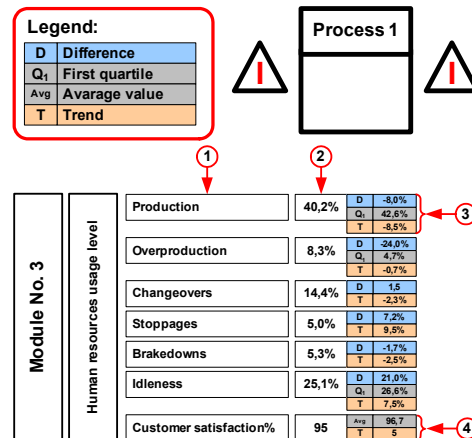 Legend:
D Difference
Q1 First quartile
Avg Avarage value
T Trend
I
Process 1
I
1
2
Module No. 3
Human resources usage level
Production 40,2% D -8,0%
Q1 42,6%
T -8,5%
3
Overproduction 8,3% D -24,0%
Q1 4,7%
T -0,7%
Changeovers 14,4% D 1,5
T -2,3%
Stoppages 5,0% D 7,2%
T 9,5%
Brakedowns 5,3% D -1,7%
T -2,5%
Idleness 25,1% D 21,0%
Q1 26,6%
T 7,5%
Customer satisfaction% 95 Avg 96,7
T 5
4